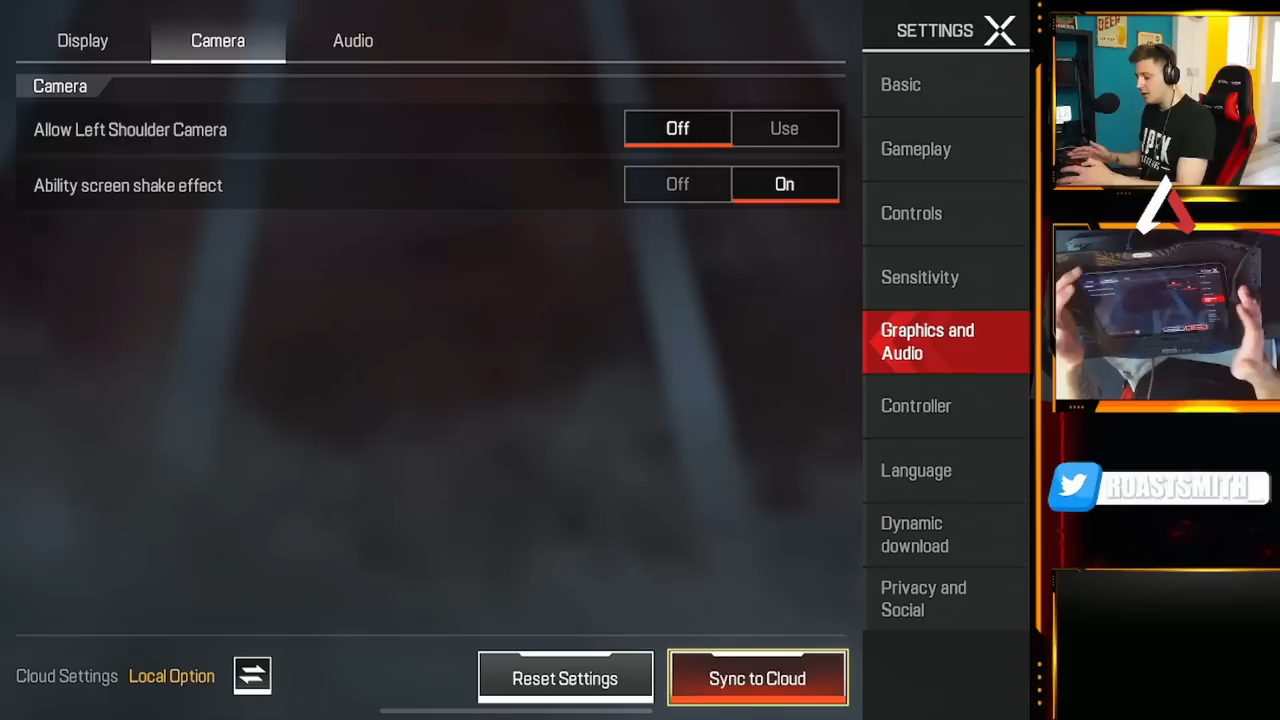 Display
Camera
Audio
SETTINGS
Camera
Allow Left Shoulder Camera
Off
Use
Ability screen shake effect
Off
On
Basic
Gameplay
Controls
Sensitivity
Graphics and
Audio
Controller
Language
Dynamic
download
Privacy and
Social
Cloud Settings
Local Option
Reset Settings
Sync to Cloud
BEER
APEX
ROASTSMITH_